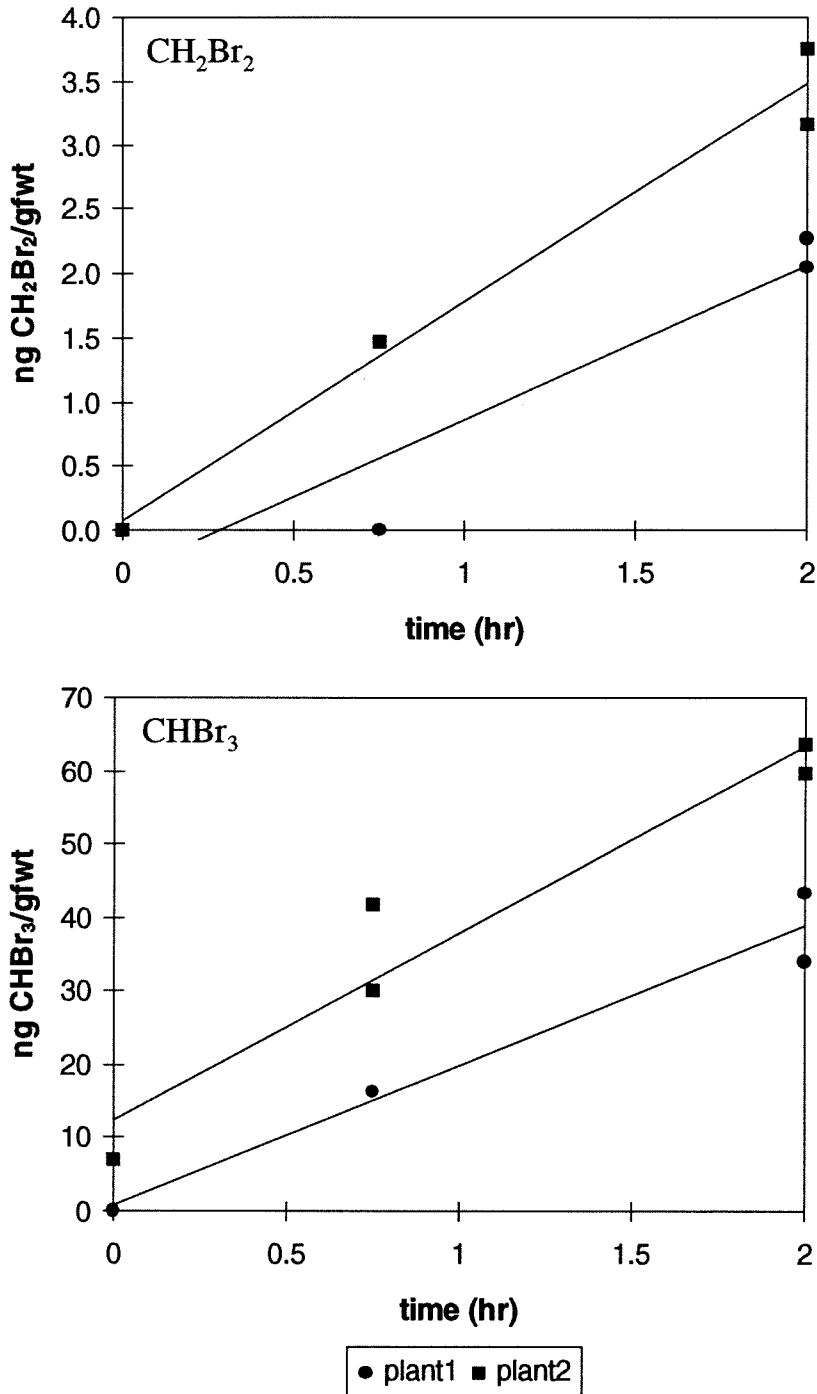 CH₂Br₂
ng CH₂Br₂/gfwt
4.0
3.5
3.0
2.5
2.0
1.5
1.0
0.5
0.0
0 0.5 1 1.5 2
time (hr)
CHBr₃
ng CHBr₃/gfwt
70
60
50
40
30
20
10
0
0 0.5 1 1.5 2
time (hr)
● plant1 ■ plant2